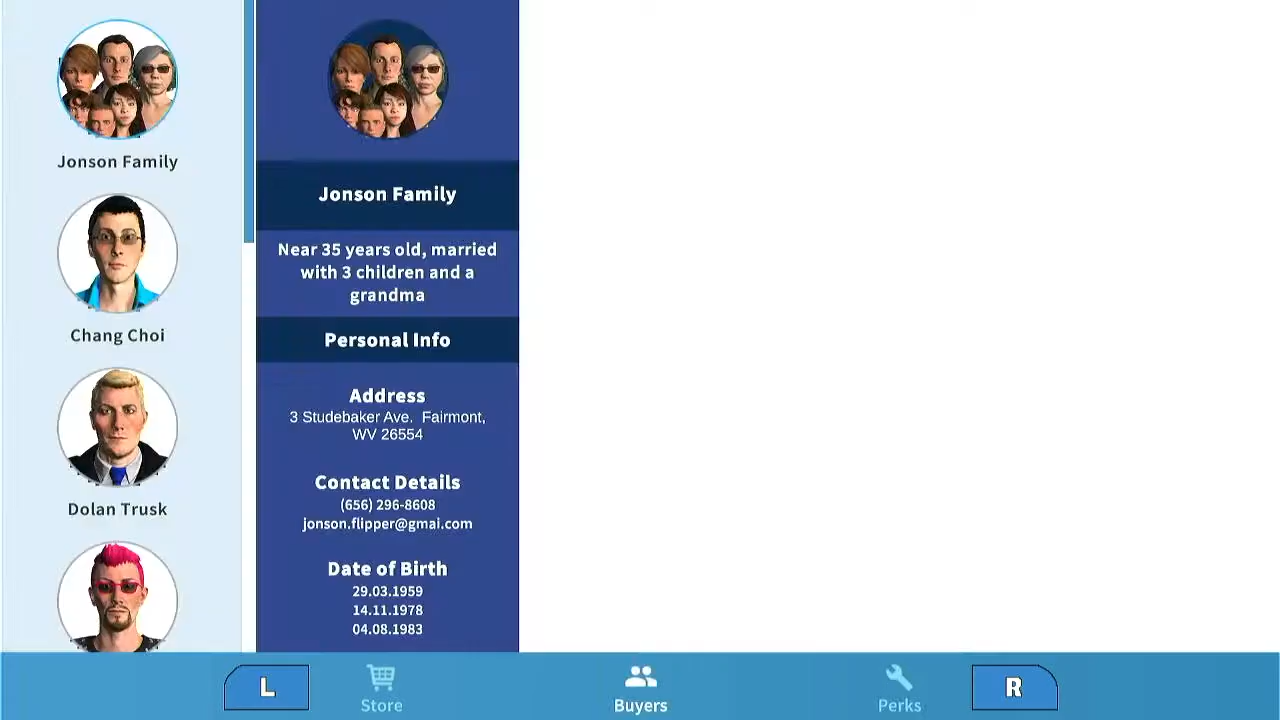 Jonson Family
Chang Choi
Dolan Trusk
Jonson Family
Near 35 years old, married
with 3 children and a
grandma
Personal Info
Address
3 Studebaker Ave.  Fairmont,
WV 26554
Contact Details
(656) 296-8608
jonson.flipper@gmai.com
Date of Birth
29.03.1959
14.11.1978
04.08.1983
L
Store
Buyers
Perks
R